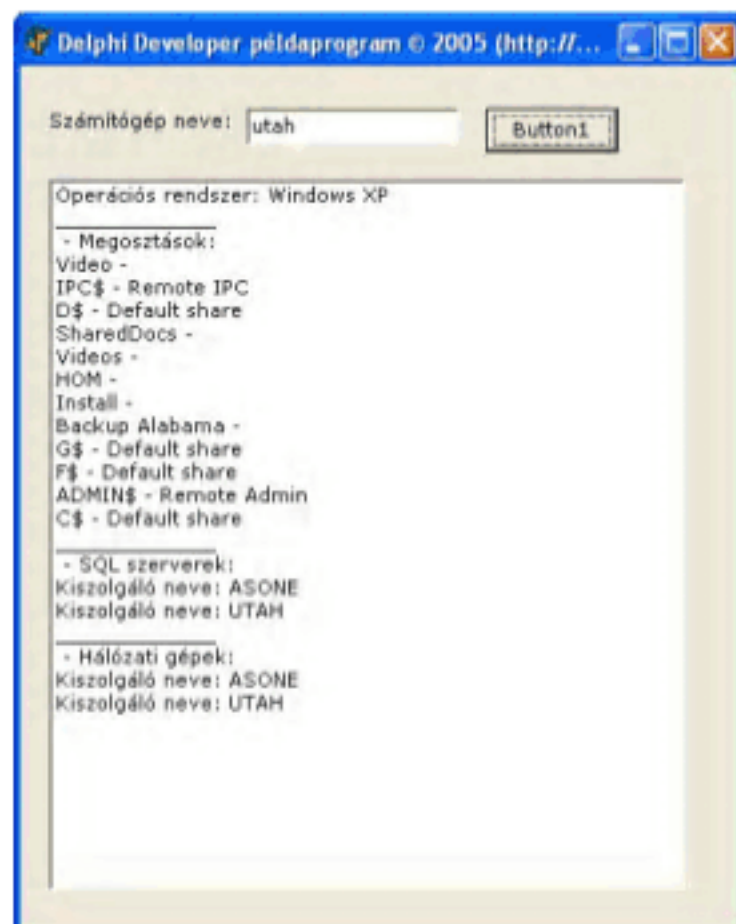 Delphi Developer példaprogram © 2005 (http://...
Számítógép neve: utah Button1
Operációs rendszer: Windows XP
- Megosztások:
Video -
IPC$ - Remote IPC
D$ - Default share
SharedDocs -
Videos -
HOM -
Install -
Backup Alabama -
G$ - Default share
F$ - Default share
ADMIN$ - Remote Admin
C$ - Default share
- SQL szerverek:
Kiszolgáló neve: ASONE
Kiszolgáló neve: UTAH
- Hálózati gépek:
Kiszolgáló neve: ASONE
Kiszolgáló neve: UTAH